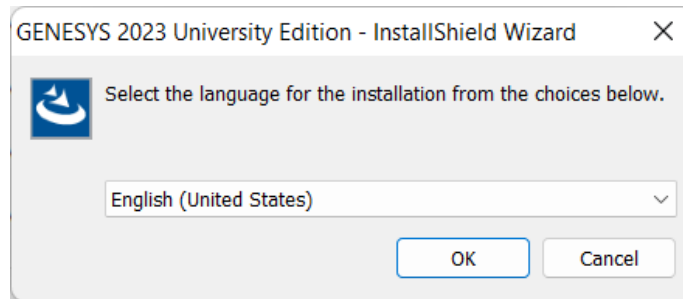 GENESYS 2023 University Edition - InstallShield Wizard
Select the language for the installation from the choices below.
English (United States)
OK Cancel